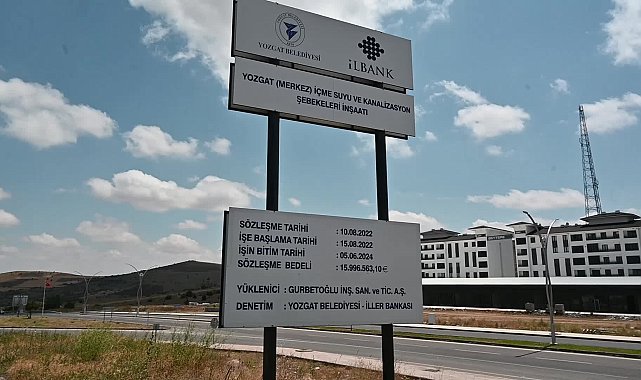 YOZGAT BELEDİYESİ
iLBANK
YOZGAT (MERKEZ) İÇME SUYU VE KANALİZASYON
ŞEBEKELERİ İNŞAATI
SÖZLEŞME TARİHİ : 10.08.2022
İŞE BAŞLAMA TARİHİ : 15.08.2022
İŞİN BİTİM TARİHİ : 05.06.2024
SÖZLEŞME BEDELİ : 15.996.563,10 ₺
YÜKLENİCİ : GURBETOĞLU İNŞ. SAN. ve TİC. A.Ş.
DENETİM : YOZGAT BELEDİYESİ - İLLER BANKASI